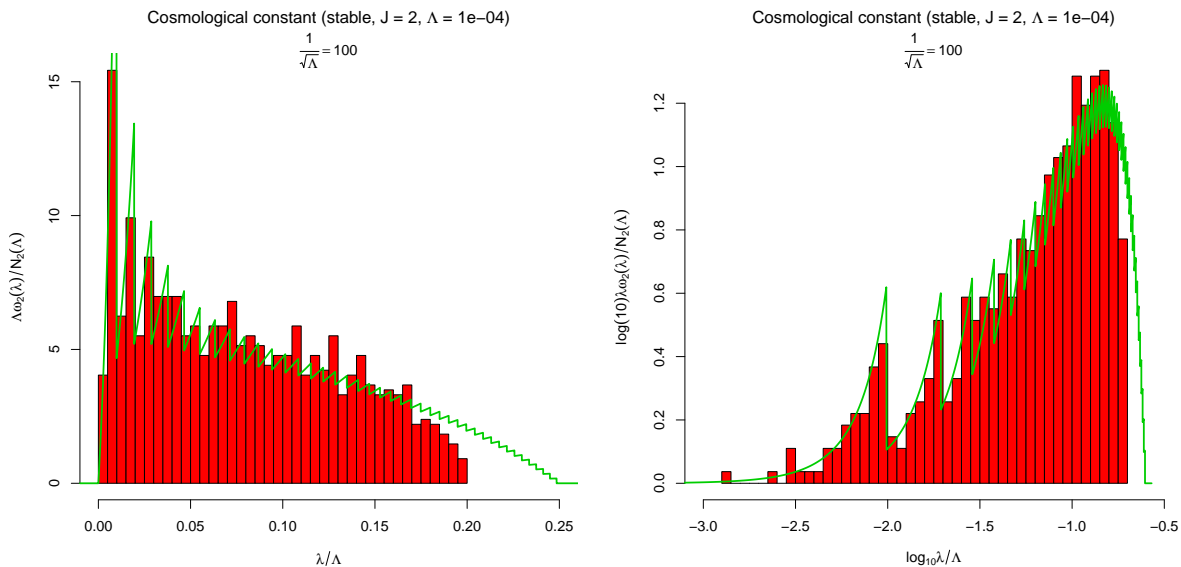 Cosmological constant (stable, J = 2, Λ = 1e−04)
1/√Λ = 100
Λω₂(λ)/N₂(Λ)
15
10
5
0
0.00 0.05 0.10 0.15 0.20 0.25
λ/Λ
Cosmological constant (stable, J = 2, Λ = 1e−04)
1/√Λ = 100
log(10)λω₂(λ)/N₂(Λ)
1.2
1.0
0.8
0.6
0.4
0.2
0.0
−3.0 −2.5 −2.0 −1.5 −1.0 −0.5
log₁₀λ/Λ